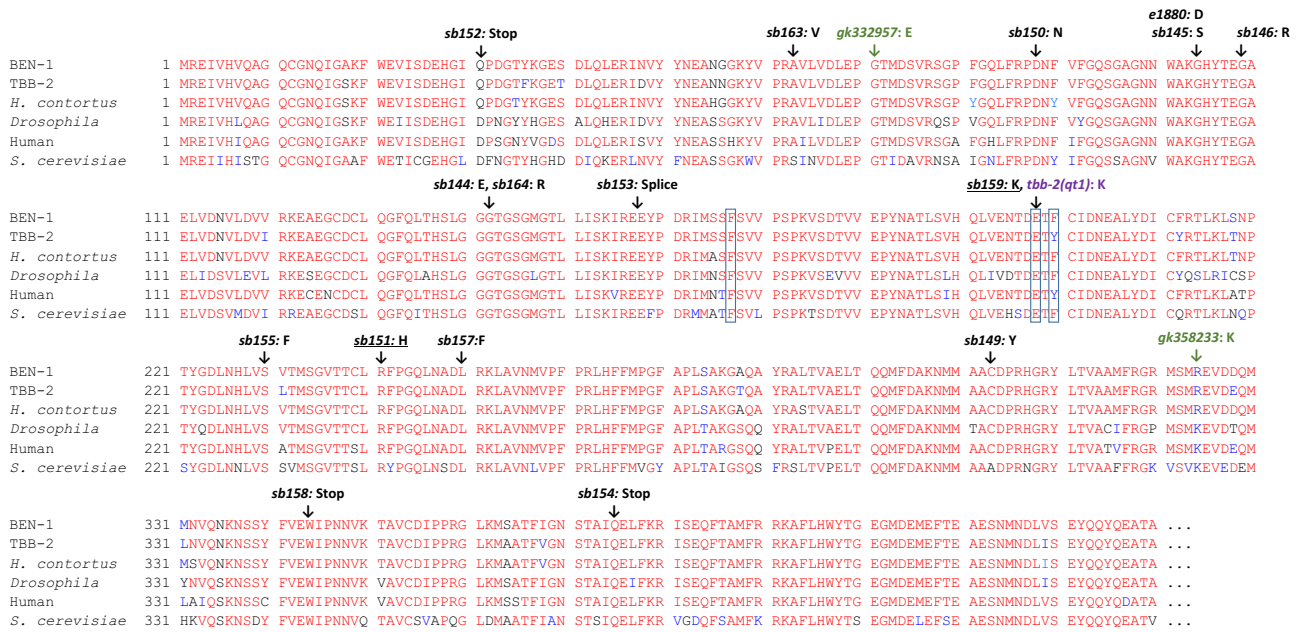 e1880: D
sb152: Stop sb163: V gk332957: E sb150: N sb145: S sb146: R
BEN-1 1 MREIVHVQAG QCGNQIGSKF WEVISDEHGI QPDGTYKGES DLQLERINVY YNEANGGKYV PRAVLVDLEP GTMDSVRSGP FGQLFRPDNF VFGQSGAGNN WAKGHYTEGA
TBB-2 1 MREIVHVQAG QCGNQIGSKF WEVISDEHGI QPDGTFKGET DLQLERIDVY YNEANNGKYV PRAVLVDLEP GTMDSVRSGP FGQLFRPDNF VFGQSGAGNN WAKGHYTEGA
H. contortus 1 MREIVHVQAG QCGNQIGSKF WEVISDEHGI QPDGTYKGES DLQLERINVY YNEAHGGKYV PRAVLVDLEP GTMDSVRSGP YGQLFRPDNY VFGQSGAGNN WAKGHYTEGA
Drosophila 1 MREIVHLQAG QCGNQIGSKF WEIISDEHGI DPNGYYHGES ALQHERIDVY YNEASSGKYV PRAVLIDLEP GTMDSVRQSP VGQLFRPDNF VYGQSGAGNN WAKGHYTEGA
Human 1 MREIVHIQAG QCGNQIGAKF WEVISDEHGI DPSGNYVGDS DLQLERISVY YNEASSHKYV PRAILVDLEP GTMDSVRSGA FGHLFRPDNF IFGQSGAGNN WAKGHYTEGA
S. cerevisiae 1 MREIIHISTG QCGNQIGAAF WETICGEHGL DFNGTYHGHD DIQKERLNVY FNEASSGKWV PRSINVDLEP GTIDAVRNSA IGNLFRPDNY IFGQSSAGNV WAKGHYTEGA
sb144: E, sb164: R sb153: Splice sb159: K, tbb-2(qt1): K
BEN-1 111 ELVDNVLDVV RKEAEGCDCL QGFQLTHSLG GGTGSGMGTL LISKIREEYP DRIMSSFSVV PSPKVSDTVV EPYNATLSVH QLVENTDETF CIDNEALYDI CFRTLKLSNP
TBB-2 111 ELVDNVLDVI RKEAEGCDCL QGFQLTHSLG GGTGSGMGTL LISKIREEYP DRIMSSFSVV PSPKVSDTVV EPYNATLSVH QLVENTDETY CIDNEALYDI CYRTLKLTNP
H. contortus 111 ELVDNVLDVV RKEAEGCDCL QGFQLTHSLG GGTGSGMGTL LISKIREEYP DRIMASFSVV PSPKVSDTVV EPYNATLSVH QLVENTDETF CIDNEALYDI CFRTLKLTNP
Drosophila 111 ELIDSVLEVL RKESEGCDCL QGFQLAHSLG GGTGSGLGTL LISKIREEYP DRIMNSFSVV PSPKVSEVVV EPYNATLSLH QLIVDTDETF CIDNEALYDI CYQSLRICSP
Human 111 ELVDSVLDVV RKECENCDCL QGFQLTHSLG GGTGSGMGTL LISKVREEYP DRIMNTFSVV PSPKVSDTVV EPYNATLSIH QLVENTDETY CIDNEALYDI CFRTLKLATP
S. cerevisiae 111 ELVDSVMDVI RREAEGCDSL QGFQITHSLG GGTGSGMGTL LISKIREEFP DRMMATFSVL PSPKTSDTVV EPYNATLSVH QLVEHSDETF CIDNEALYDI CQRTLKLNQP
sb155: F sb151: H sb157:F sb149: Y gk358233: K
BEN-1 221 TYGDLNHLVS VTMSGVTTCL RFPGQLNADL RKLAVNMVPF PRLHFFMPGF APLSAKGAQA YRALTVAELT QQMFDAKNMM AACDPRHGRY LTVAAMFRGR MSMREVDDQM
TBB-2 221 TYGDLNHLVS LTMSGVTTCL RFPGQLNADL RKLAVNMVPF PRLHFFMPGF APLSAKGTQA YRALTVAELT QQMFDAKNMM AACDPRHGRY LTVAAMFRGR MSMREVDEQM
H. contortus 221 TYGDLNHLVS VTMSGVTTCL RFPGQLNADL RKLAVNMVPF PRLHFFMPGF APLSAKGAQA YRASTVAELT QQMFDAKNMM AACDPRHGRY LTVAAMFRGR MSMREVDDQM
Drosophila 221 TYQDLNHLVS VTMSGVTTCL RFPGQLNADL RKLAVNMVPF PRLHFFMPGF APLTAKGSQQ YRALTVAELT QQMFDAKNMM TACDPRHGRY LTVACIFRGP MSMKEVDTQM
Human 221 TYGDLNHLVS ATMSGVTTSL RFPGQLNADL RKLAVNMVPF PRLHFFMPGF APLTARGSQQ YRALTVPELT QQMFDAKNMM AACDPRHGRY LTVATVFRGR MSMKEVDEQM
S. cerevisiae 221 SYGDLNNLVS SVMSGVTTSL RYPGQLNSDL RKLAVNLVPF PRLHFFMVGY APLTAIGSQS FRSLTVPELT QQMFDAKNMM AAADPRNGRY LTVAAFFRGK VSVKEVEDEM
sb158: Stop sb154: Stop
BEN-1 331 MNVQNKNSSY FVEWIPNNVK TAVCDIPPRG LKMSATFIGN STAIQELFKR ISEQFTAMFR RKAFLHWYTG EGMDEMEFTE AESNMNDLVS EYQQYQEATA ...
TBB-2 331 LNVQNKNSSY FVEWIPNNVK TAVCDIPPRG LKMAATFVGN STAIQELFKR ISEQFTAMFR RKAFLHWYTG EGMDEMEFTE AESNMNDLIS EYQQYQEATA ...
H. contortus 331 MSVQNKNSSY FVEWIPNNVK TAVCDIPPRG LKMAATFVGN STAIQELFKR ISEQFTAMFR RKAFLHWYTG EGMDEMEFTE AESNMNDLIS EYQQYQEATA ...
Drosophila 331 YNVQSKNSSY FVEWIPNNVK VAVCDIPPRG LKMSATFIGN STAIQEIFKR ISEQFTAMFR RKAFLHWYTG EGMDEMEFTE AESNMNDLIS EYQQYQEATA ...
Human 331 LAIQSKNSSC FVEWIPNNVK VAVCDIPPRG LKMSSTFIGN STAIQELFKR ISEQFTAMFR RKAFLHWYTG EGMDEMEFTE AESNMNDLVS EYQQYQDATA ...
S. cerevisiae 331 HKVQSKNSDY FVEWIPNNVQ TAVCSVAPQG LDMAATFIAN STSIQELFKR VGDQFSAMFK RKAFLHWYTG EGMDELEFSE AESNMNDLVS EYQQYQEATA ...